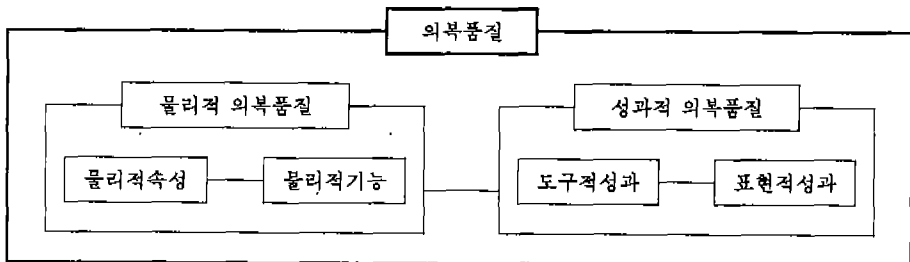 의복품질
물리적 의복품질
성과적 의복품질
물리적속성
물리적기능
도구적성과
표현적성과